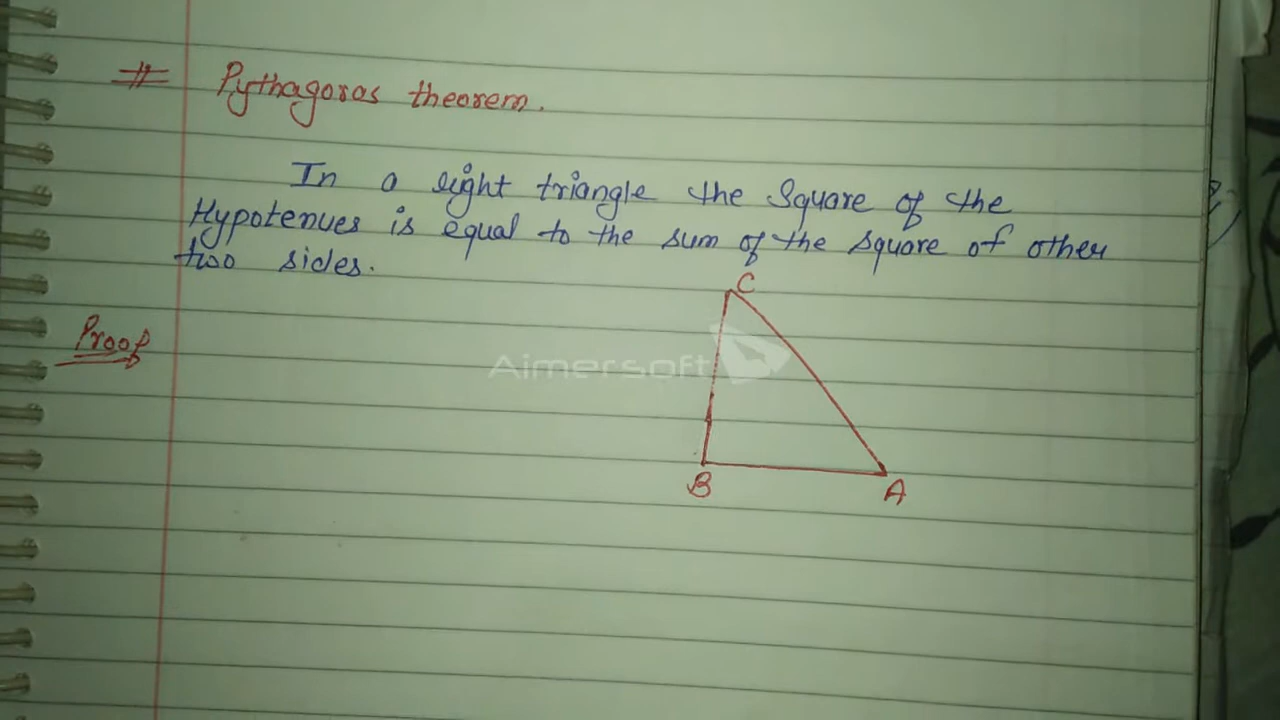 Pythagoras theorem.
In a right triangle the Square of the
Hypotenues is equal to the sum of the square of other
two sides.
C
Proof
Aimersoft
B
A